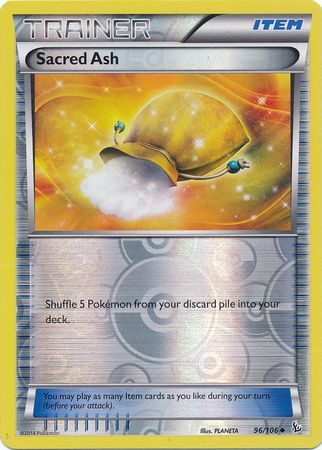 TRAINER
ITEM
Sacred Ash
Shuffle 5 Pokémon from your discard pile into your
deck.
You may play as many Item cards as you like during your turn
(before your attack).
©2014 Pokémon
Illus. PLANETA
96/106